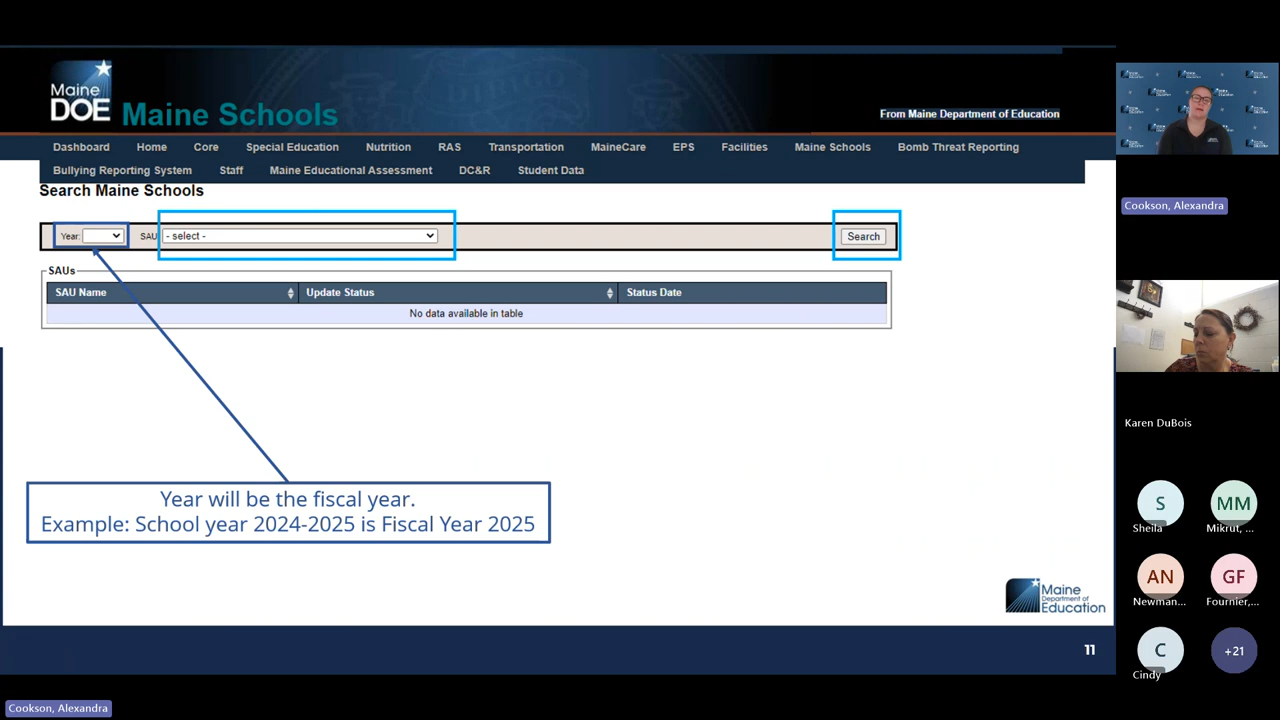 Maine
DOE
Maine Schools
From Maine Department of Education
Dashboard Home Core Special Education Nutrition RAS Transportation MaineCare EPS Facilities Maine Schools Bomb Threat Reporting
Bullying Reporting System Staff Maine Educational Assessment DC&R Student Data
Search Maine Schools
Year: SAU - select - Search
SAUs
SAU Name Update Status Status Date
No data available in table
Year will be the fiscal year.
Example: School year 2024-2025 is Fiscal Year 2025
Maine
Department of
Education
11
Cookson, Alexandra
Cookson, Alexandra
Karen DuBois
S MM
Sheila Mikrut, ...
AN GF
Newman... Fournier,...
C +21
Cindy